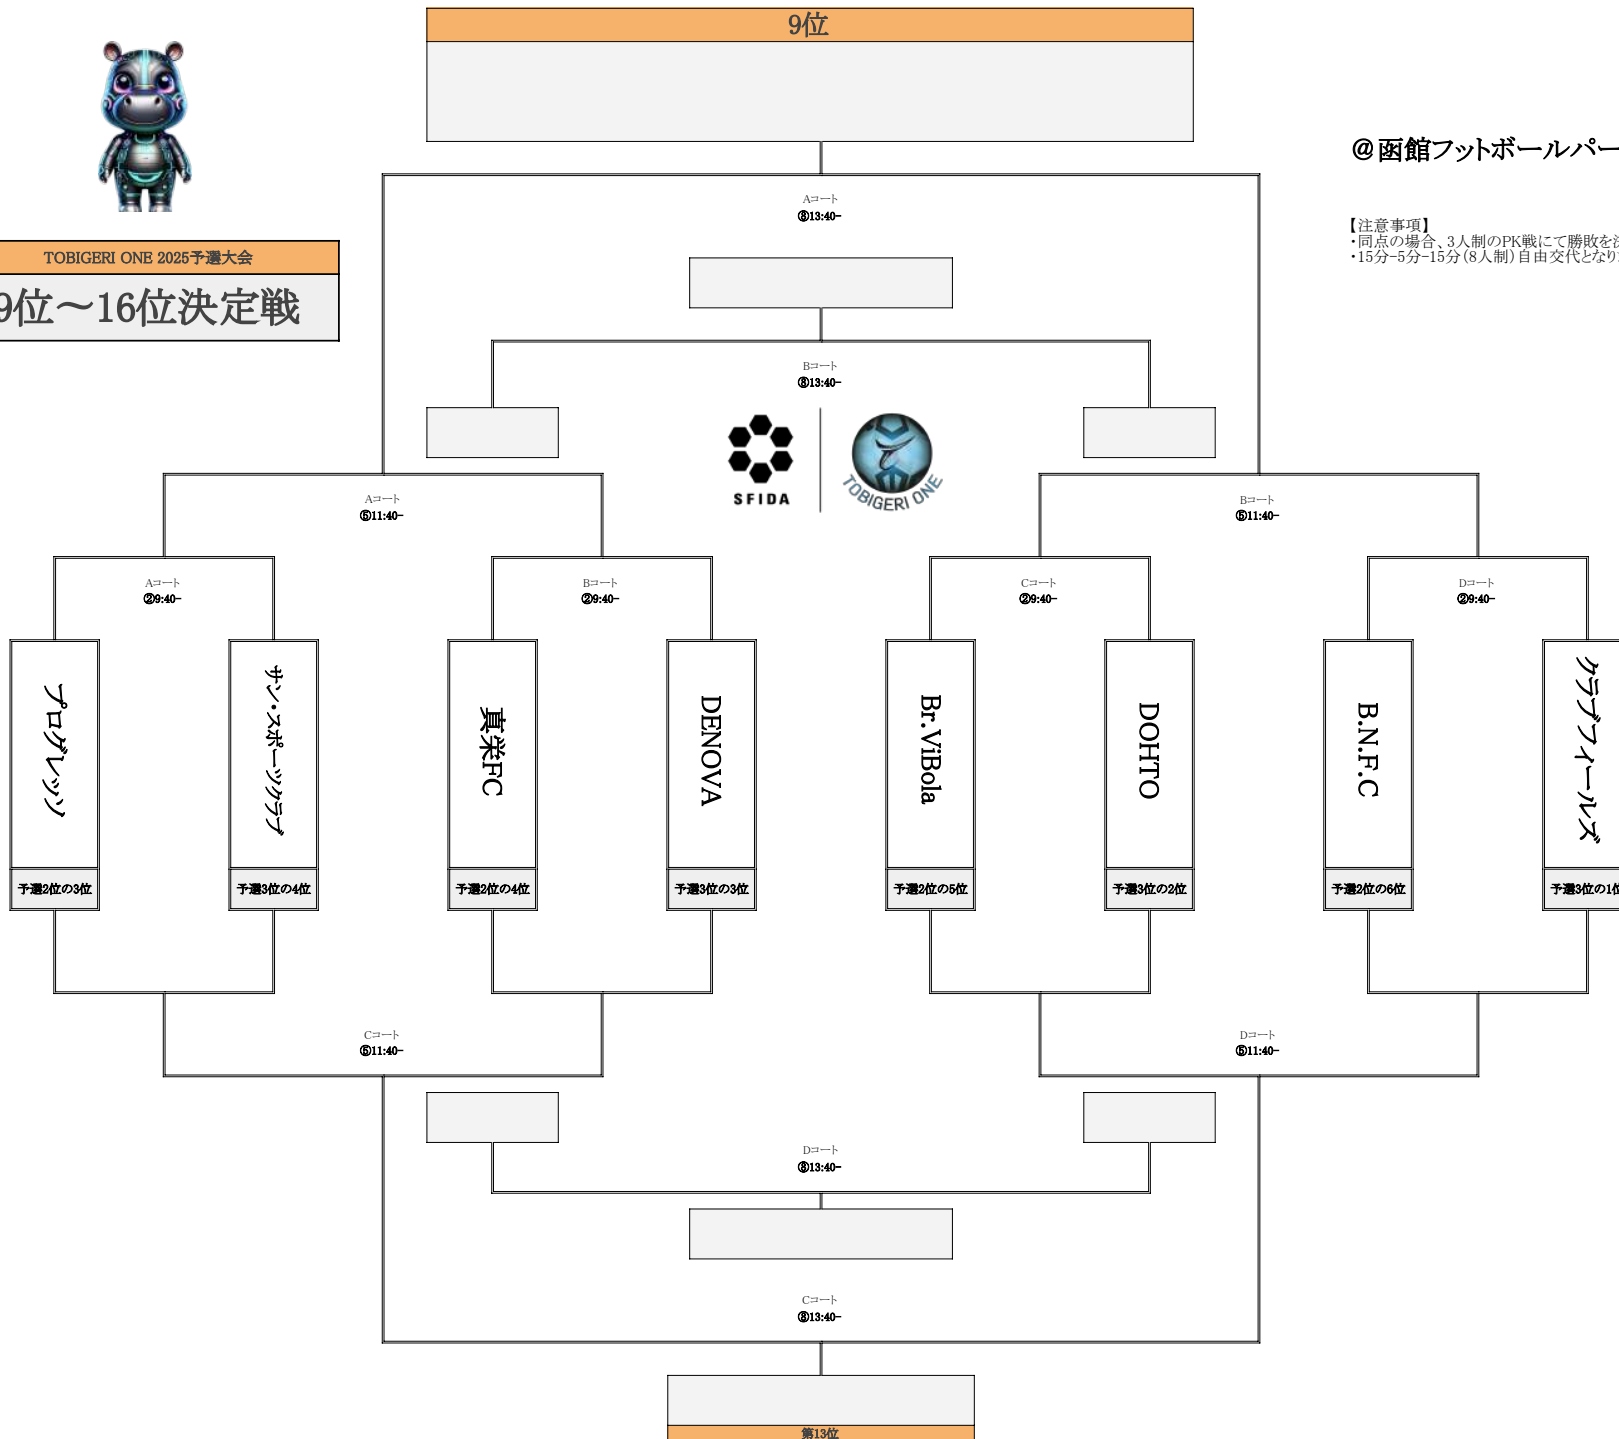 9位
@函館フットボールパー
Aコート
⑧13:40-
【注意事項】
・同点の場合、3人制のPK戦にて勝敗を決
・15分-5分-15分(8人制)自由交代となり
TOBIGERI ONE 2025予選大会
9位～16位決定戦
Bコート
⑧13:40-
SFIDA
TOBIGERI ONE
Aコート
⑤11:40-
Bコート
⑤11:40-
Aコート
②9:40-
Bコート
②9:40-
Cコート
②9:40-
Dコート
②9:40-
プログレッソ
サン・スポーツクラブ
真栄FC
DENOVA
Br.ViBola
DOHTO
B.N.F.C
クラブフィールズ
予選2位の3位
予選3位の4位
予選2位の4位
予選3位の3位
予選2位の5位
予選3位の2位
予選2位の6位
予選3位の1位
Cコート
⑤11:40-
Dコート
⑤11:40-
Dコート
⑧13:40-
Cコート
⑧13:40-
第13位